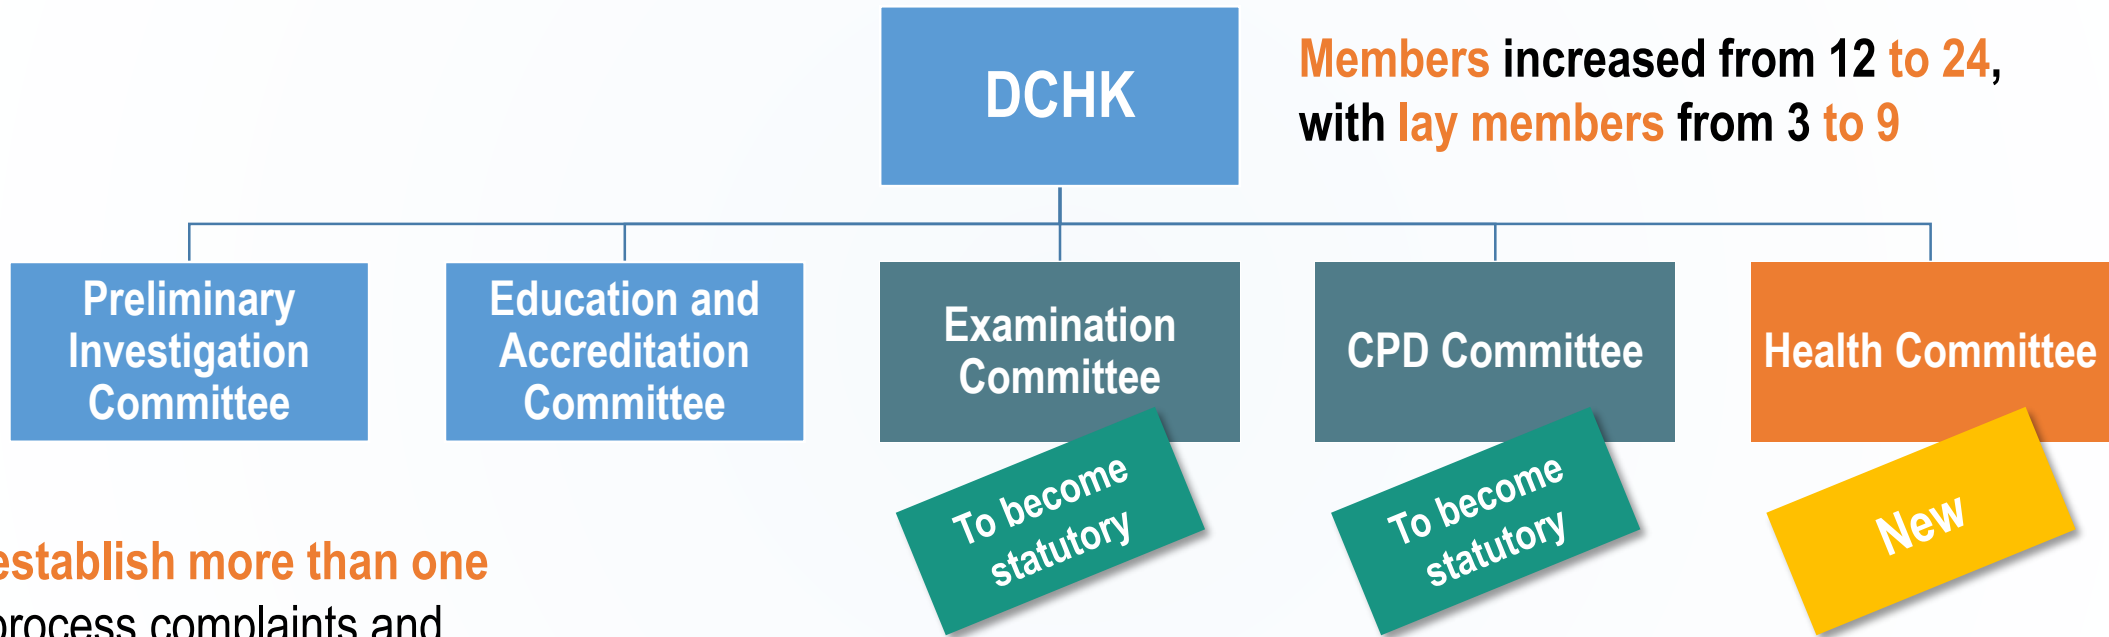 DCHK
Members increased from 12 to 24,
with lay members from 3 to 9
Preliminary
Investigation
Committee
Education and
Accreditation
Committee
Examination
Committee
CPD Committee
Health Committee
To become
statutory
To become
statutory
New
establish more than one
process complaints and